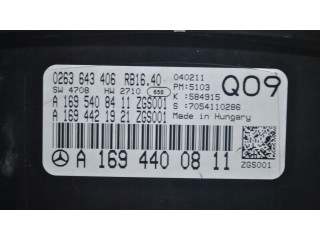 0263 643 406 RB16.40
SW 4708 HW 2710 658
A 169 540 84 11 ZGS001
A 169 442 19 21 ZGS001
040211
PM:5103
K :584915
S :7054110286
Made in Hungary
Q09
A 169 440 08 11
ZGS001